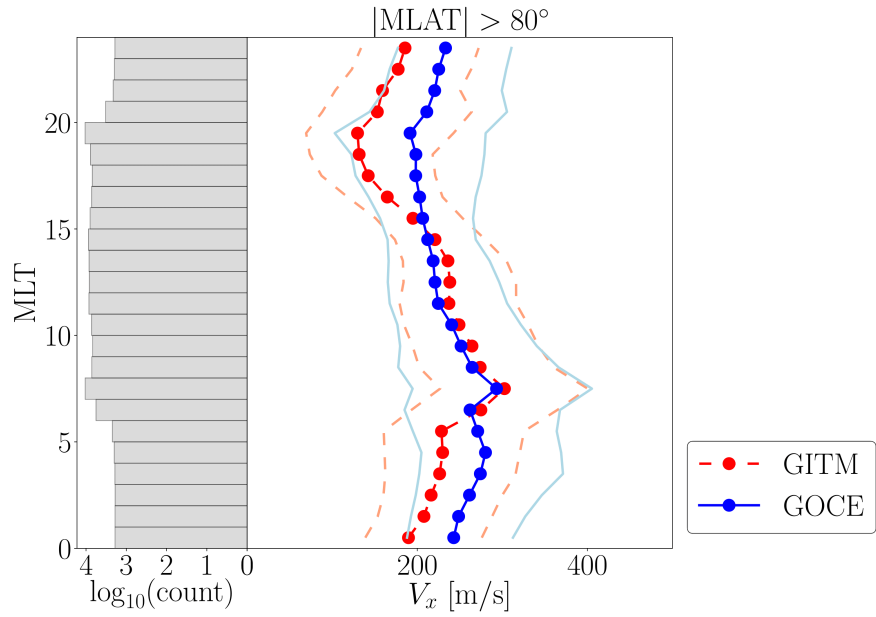 |MLAT| > 80°
MLT
20
15
10
5
0
4 3 2 1 0
200 400
log₁₀(count)
Vₓ [m/s]
GITM
GOCE